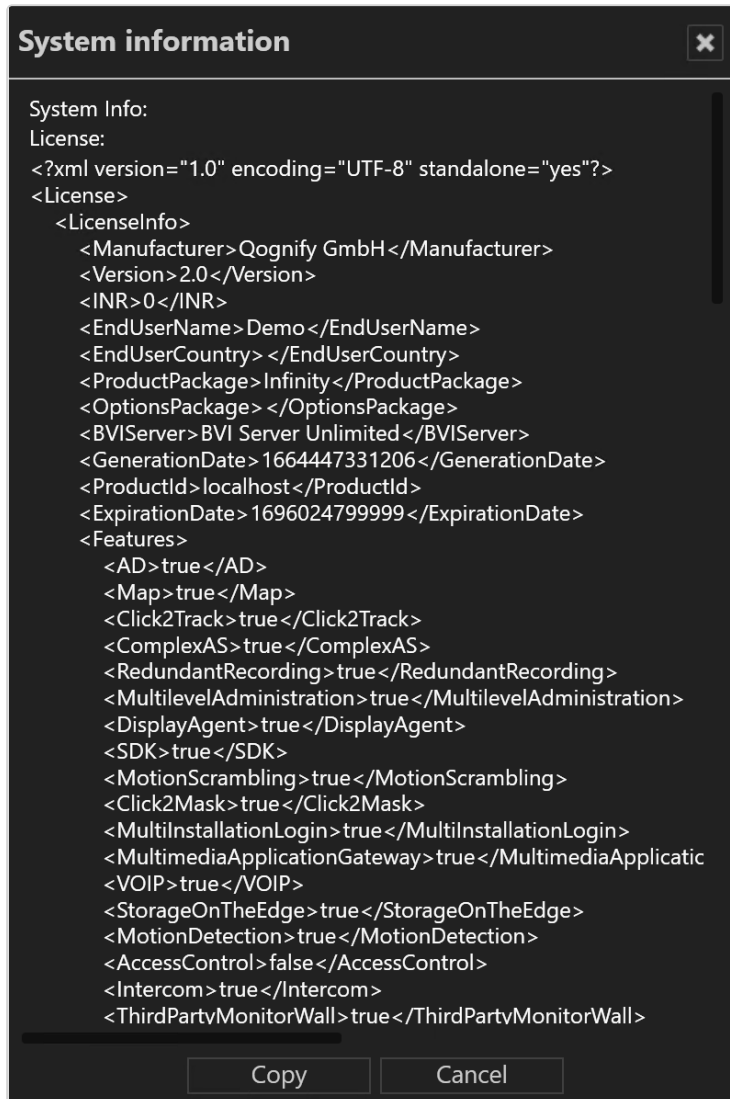 System information
System Info:
License:
<?xml version="1.0" encoding="UTF-8" standalone="yes"?>
<License>
<LicenseInfo>
<Manufacturer>Qognify GmbH</Manufacturer>
<Version>2.0</Version>
<INR>0</INR>
<EndUserName>Demo</EndUserName>
<EndUserCountry></EndUserCountry>
<ProductPackage>Infinity</ProductPackage>
<OptionsPackage></OptionsPackage>
<BVIServer>BVI Server Unlimited</BVIServer>
<GenerationDate>1664447331206</GenerationDate>
<ProductId>localhost</ProductId>
<ExpirationDate>1696024799999</ExpirationDate>
<Features>
<AD>true</AD>
<Map>true</Map>
<Click2Track>true</Click2Track>
<ComplexAS>true</ComplexAS>
<RedundantRecording>true</RedundantRecording>
<MultilevelAdministration>true</MultilevelAdministration>
<DisplayAgent>true</DisplayAgent>
<SDK>true</SDK>
<MotionScrambling>true</MotionScrambling>
<Click2Mask>true</Click2Mask>
<MultiInstallationLogin>true</MultiInstallationLogin>
<MultimediaApplicationGateway>true</MultimediaApplicatic
<VOIP>true</VOIP>
<StorageOnTheEdge>true</StorageOnTheEdge>
<MotionDetection>true</MotionDetection>
<AccessControl>false</AccessControl>
<Intercom>true</Intercom>
<ThirdPartyMonitorWall>true</ThirdPartyMonitorWall>
Copy
Cancel